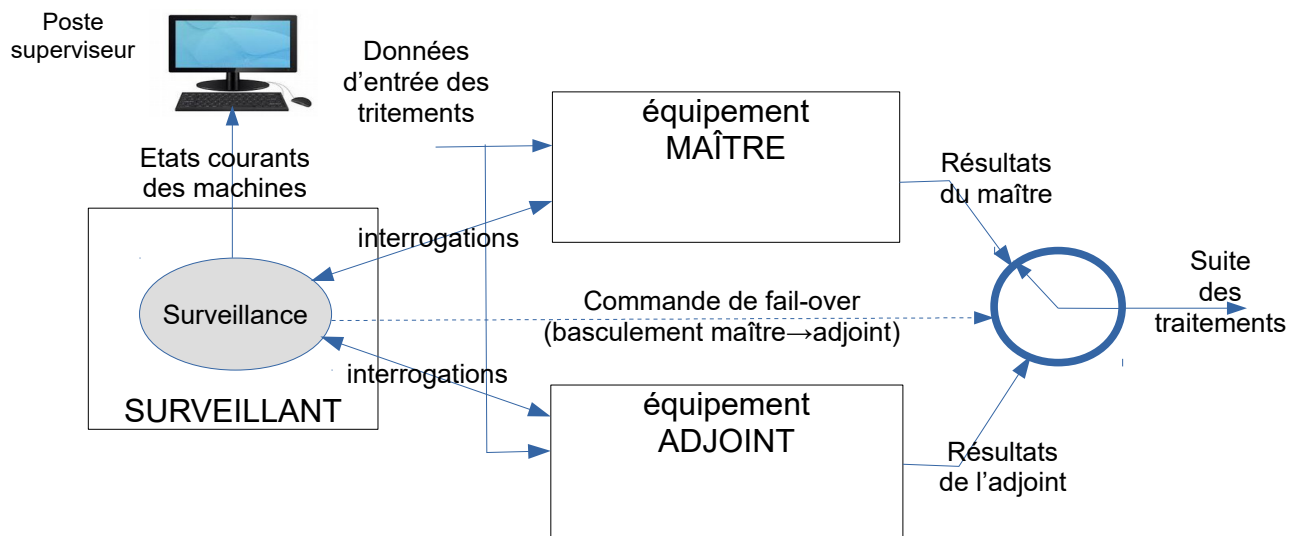 Poste
superviseur
Données
d'entrée des
tritements
Etats courants
des machines
équipement
MAÎTRE
Résultats
du maître
interrogations
Surveillance
Commande de fail-over
(basculement maître→adjoint)
Suite
des
traitements
interrogations
SURVEILLANT
équipement
ADJOINT
Résultats
de l'adjoint